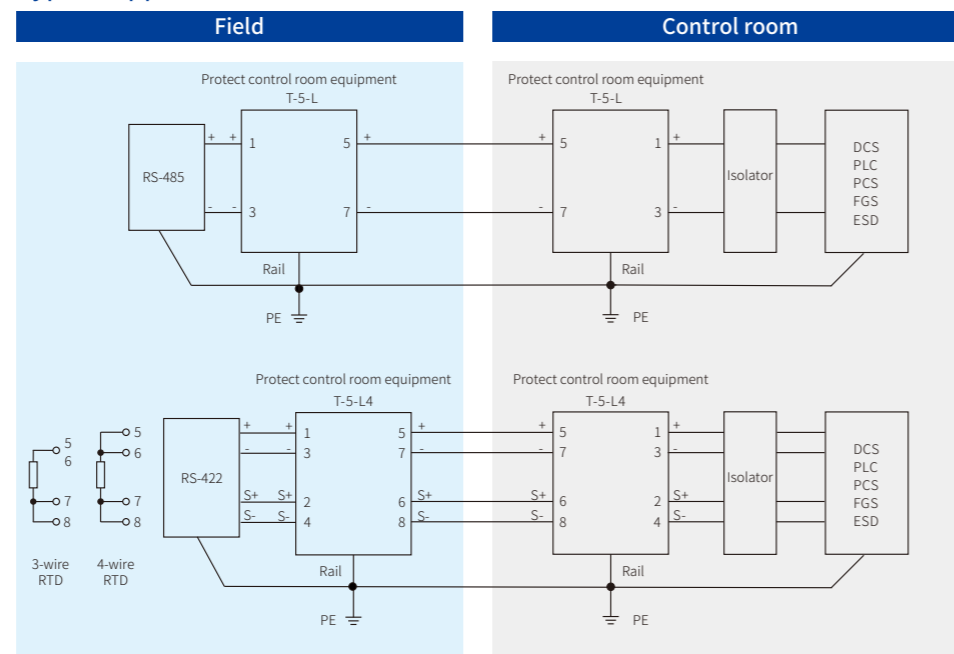 Field
Control room
Protect control room equipment
T-5-L
Protect control room equipment
T-5-L
RS-485
+ + 1 5 +
- - 3 7 -
Rail
PE
+ 5 1 +
- 7 3 -
Isolator
DCS
PLC
PCS
FGS
ESD
Rail
PE
Protect control room equipment
T-5-L4
Protect control room equipment
T-5-L4
5
6
7
8
3-wire
RTD
5
6
7
8
4-wire
RTD
RS-422
+ + 1 5 +
- - 3 7 -
S+ S+ 2 6 S+
S- S- 4 8 S-
Rail
PE
+ 5 1 +
- 7 3 -
S+ 6 2 S+
S- 8 4 S-
Isolator
DCS
PLC
PCS
FGS
ESD
Rail
PE